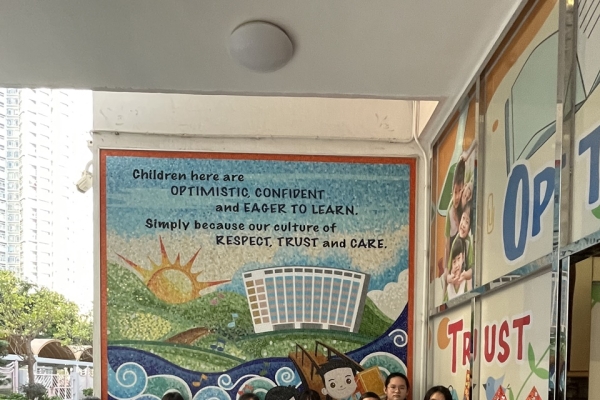 Children here are
OPTIMISTIC, CONFIDENT
and EAGER TO LEARN.
Simply because our culture of
RESPECT, TRUST and CARE.
TRUST